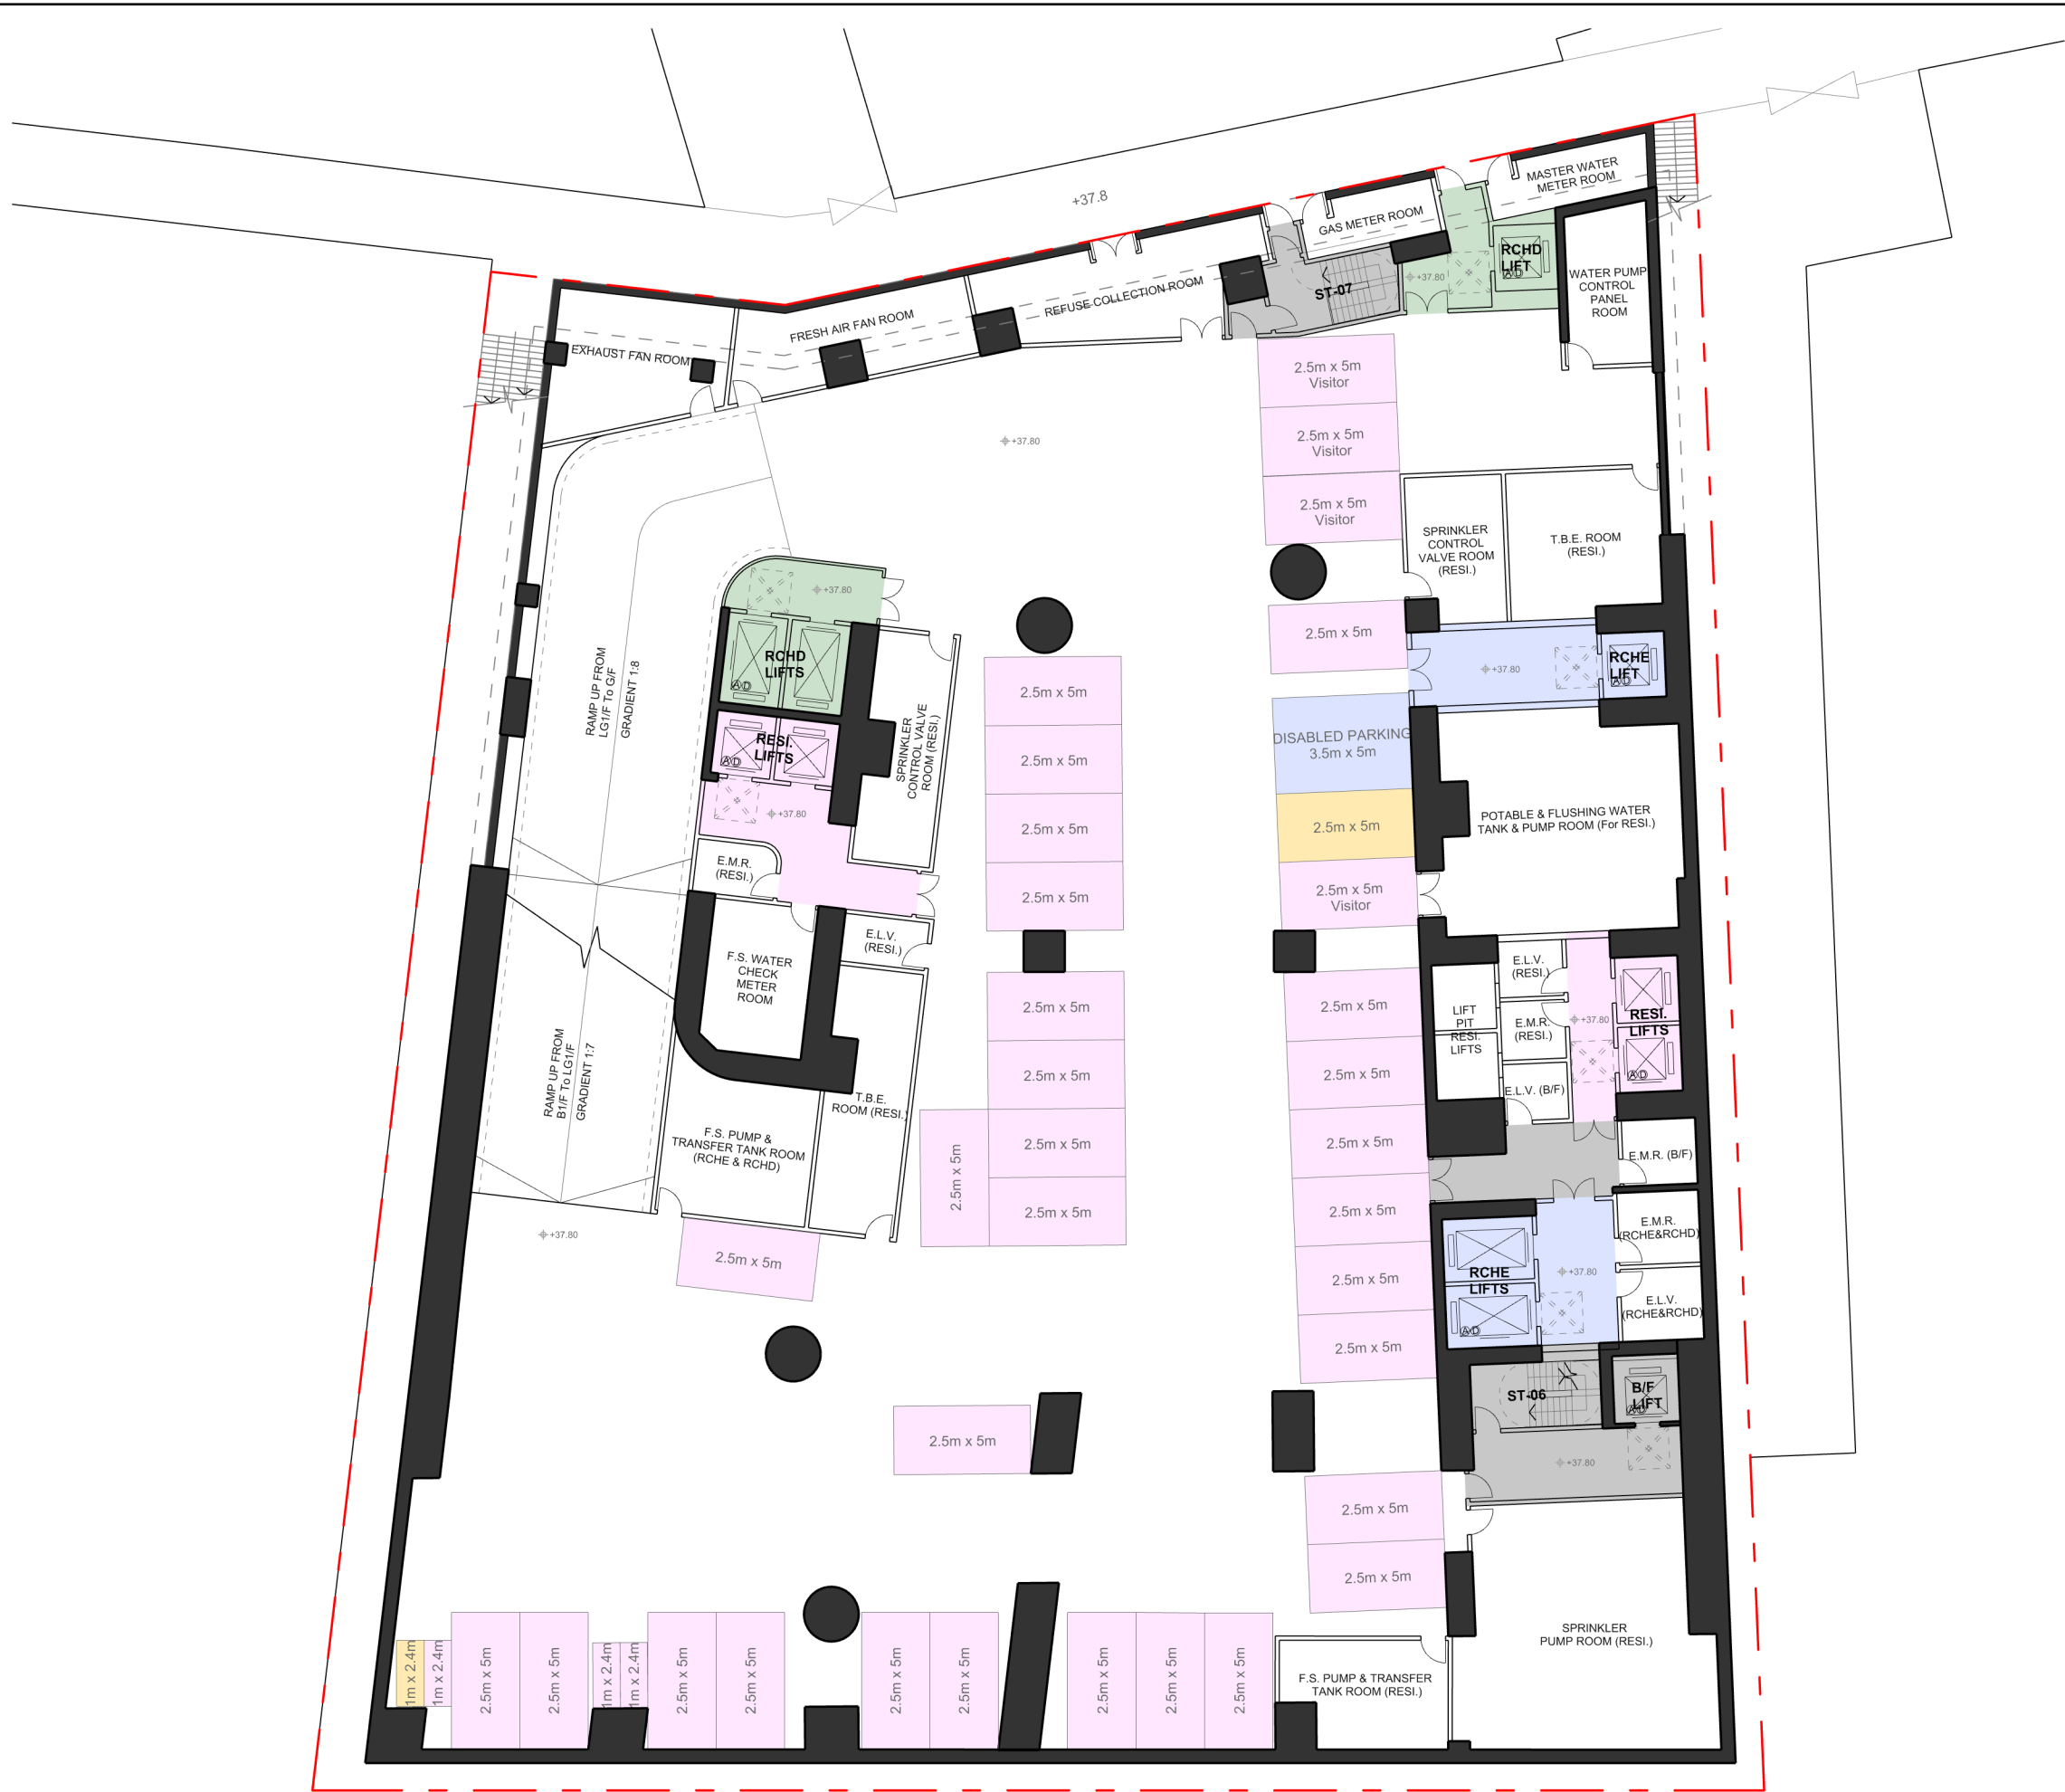 +37.8
MASTER WATER
METER ROOM
GAS METER ROOM
RCHD
LIFT
AD
+37.80
WATER PUMP
CONTROL
PANEL
ROOM
ST-07
REFUSE COLLECTION ROOM
FRESH AIR FAN ROOM
EXHAUST FAN ROOM
2.5m x 5m
Visitor
2.5m x 5m
Visitor
2.5m x 5m
Visitor
+37.80
SPRINKLER
CONTROL
VALVE ROOM
(RESI.)
T.B.E. ROOM
(RESI.)
+37.80
RCHD
LIFTS
AD
RAMP UP FROM
LG1/F To G/F
GRADIENT 1:8
RESI.
LIFTS
AD
+37.80
SPRINKLER
CONTROL VALVE
ROOM (RESI.)
2.5m x 5m
+37.80
RCHE
LIFT
AD
2.5m x 5m
2.5m x 5m
2.5m x 5m
2.5m x 5m
DISABLED PARKING
3.5m x 5m
2.5m x 5m
2.5m x 5m
Visitor
POTABLE & FLUSHING WATER
TANK & PUMP ROOM (For RESI.)
E.M.R.
(RESI.)
E.L.V.
(RESI.)
F.S. WATER
CHECK
METER
ROOM
E.L.V.
(RESI.)
E.M.R.
(RESI.)
E.L.V. (B/F)
LIFT
PIT
RESI.
LIFTS
+37.80
RESI.
LIFTS
AD
RAMP UP FROM
B1/F To LG1/F
GRADIENT 1:7
T.B.E.
ROOM (RESI.)
F.S. PUMP &
TRANSFER TANK ROOM
(RCHE & RCHD)
2.5m x 5m
2.5m x 5m
2.5m x 5m
2.5m x 5m
2.5m x 5m
2.5m x 5m
2.5m x 5m
2.5m x 5m
2.5m x 5m
2.5m x 5m
2.5m x 5m
E.M.R. (B/F)
E.M.R.
(RCHE&RCHD)
E.L.V.
(RCHE&RCHD)
RCHE
LIFTS
AD
+37.80
+37.80
2.5m x 5m
ST-06
B/F
LIFT
AD
+37.80
2.5m x 5m
2.5m x 5m
2.5m x 5m
SPRINKLER
PUMP ROOM (RESI.)
F.S. PUMP & TRANSFER
TANK ROOM (RESI.)
1m x 2.4m
1m x 2.4m
2.5m x 5m
2.5m x 5m
1m x 2.4m
1m x 2.4m
2.5m x 5m
2.5m x 5m
2.5m x 5m
2.5m x 5m
2.5m x 5m
2.5m x 5m
2.5m x 5m